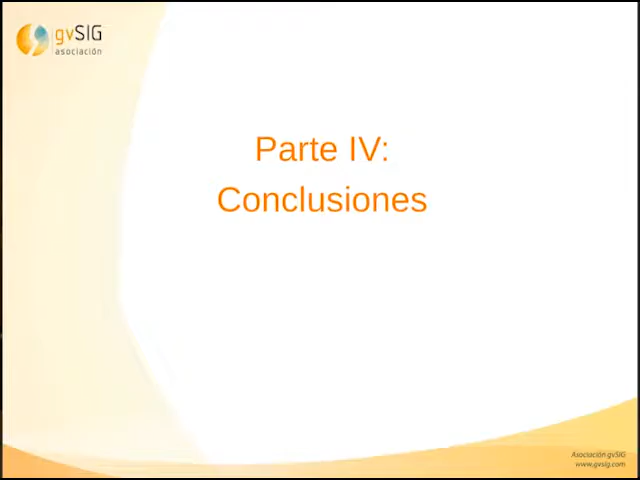 gvSIG
asociación
Parte IV:
Conclusiones
Asociación gvSIG
www.gvsig.com